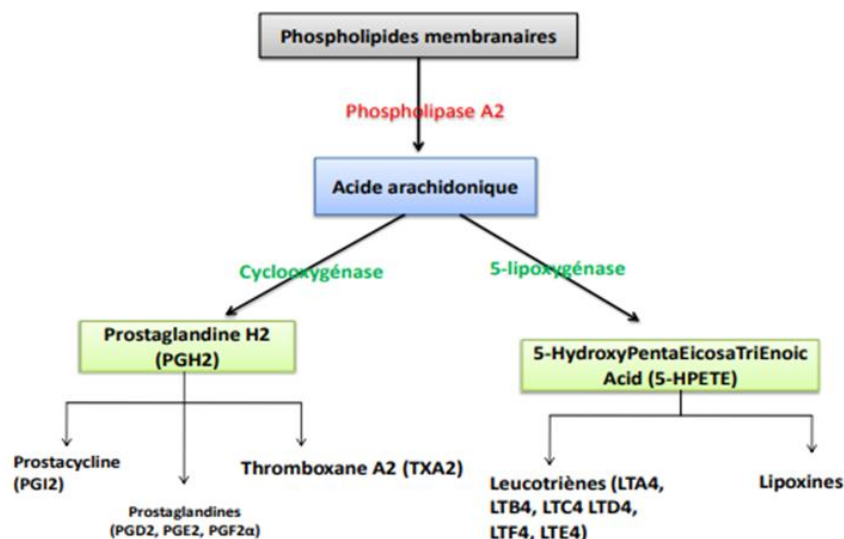 Phospholipides membranaires
Phospholipase A2
Acide arachidonique
Cyclooxygénase
5-lipoxygénase
Prostaglandine H2
(PGH2)
5-HydroxyPentaEicosaTriEnoic
Acid (5-HPETE)
Prostacycline
(PGI2)
Prostaglandines
(PGD2, PGE2, PGF2α)
Thromboxane A2 (TXA2)
Leucotriènes (LTA4,
LTB4, LTC4 LTD4,
LTF4, LTE4)
Lipoxines